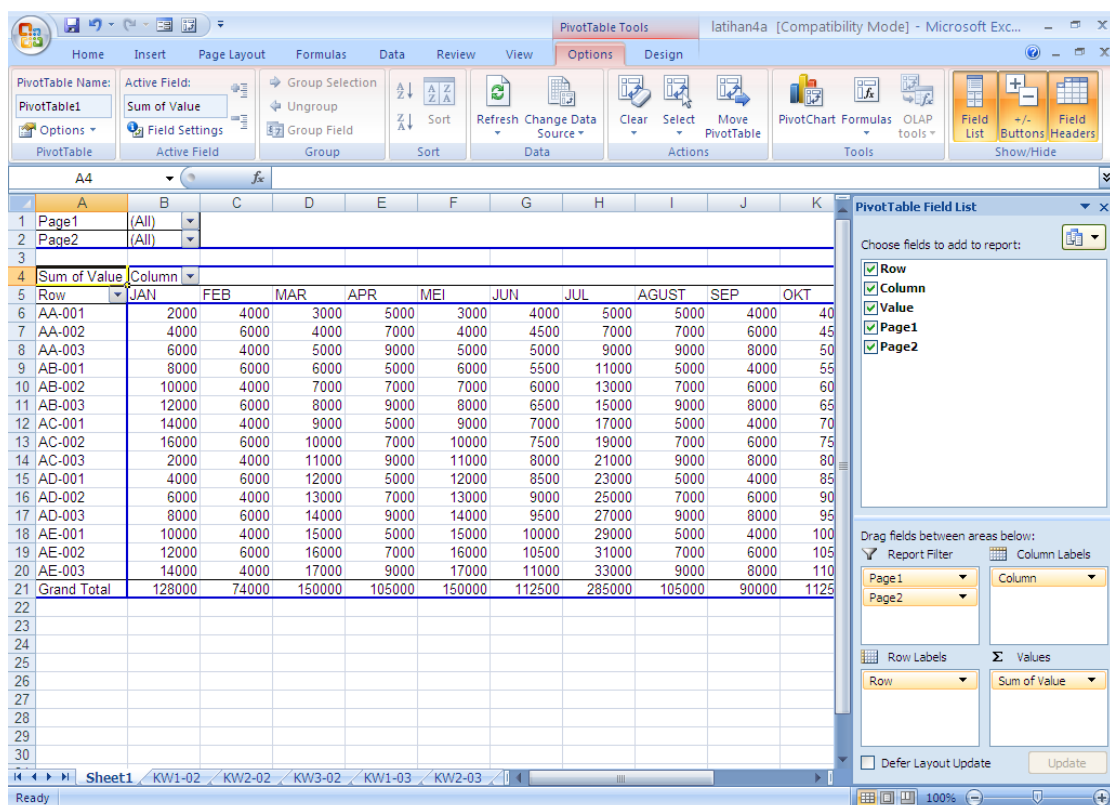 PivotTable Tools
latihan4a [Compatibility Mode] - Microsoft Exc...
Home Insert Page Layout Formulas Data Review View Options Design
PivotTable Name:
PivotTable1
Options
PivotTable
Active Field:
Sum of Value
Field Settings
Active Field
Group Selection
Ungroup
Group Field
Group
Sort
Sort
Refresh
Change Data Source
Data
Clear
Select
Move PivotTable
Actions
PivotChart
Formulas
OLAP tools
Tools
Field List
+/- Buttons
Field Headers
Show/Hide
A4 fx
A B C D E F G H I J K
1 Page1 (All)
2 Page2 (All)
3
4 Sum of Value Column
5 Row JAN FEB MAR APR MEI JUN JUL AGUST SEP OKT
6 AA-001 2000 4000 3000 5000 3000 4000 5000 5000 4000 40
7 AA-002 4000 6000 4000 7000 4000 4500 7000 7000 6000 45
8 AA-003 6000 4000 5000 9000 5000 5000 9000 9000 8000 50
9 AB-001 8000 6000 6000 5000 6000 5500 11000 5000 4000 55
10 AB-002 10000 4000 7000 7000 7000 6000 13000 7000 6000 60
11 AB-003 12000 6000 8000 9000 8000 6500 15000 9000 8000 65
12 AC-001 14000 4000 9000 5000 9000 7000 17000 5000 4000 70
13 AC-002 16000 6000 10000 7000 10000 7500 19000 7000 6000 75
14 AC-003 2000 4000 11000 9000 11000 8000 21000 9000 8000 80
15 AD-001 4000 6000 12000 5000 12000 8500 23000 5000 4000 85
16 AD-002 6000 4000 13000 7000 13000 9000 25000 7000 6000 90
17 AD-003 8000 6000 14000 9000 14000 9500 27000 9000 8000 95
18 AE-001 10000 4000 15000 5000 15000 10000 29000 5000 4000 100
19 AE-002 12000 6000 16000 7000 16000 10500 31000 7000 6000 105
20 AE-003 14000 4000 17000 9000 17000 11000 33000 9000 8000 110
21 Grand Total 128000 74000 150000 105000 150000 112500 285000 105000 90000 1125
22
23
24
25
26
27
28
29
30
PivotTable Field List
Choose fields to add to report:
Row
Column
Value
Page1
Page2
Drag fields between areas below:
Report Filter Column Labels
Page1 Column
Page2
Row Labels Σ Values
Row Sum of Value
Defer Layout Update Update
Sheet1 KW1-02 KW2-02 KW3-02 KW1-03 KW2-03
Ready 100%